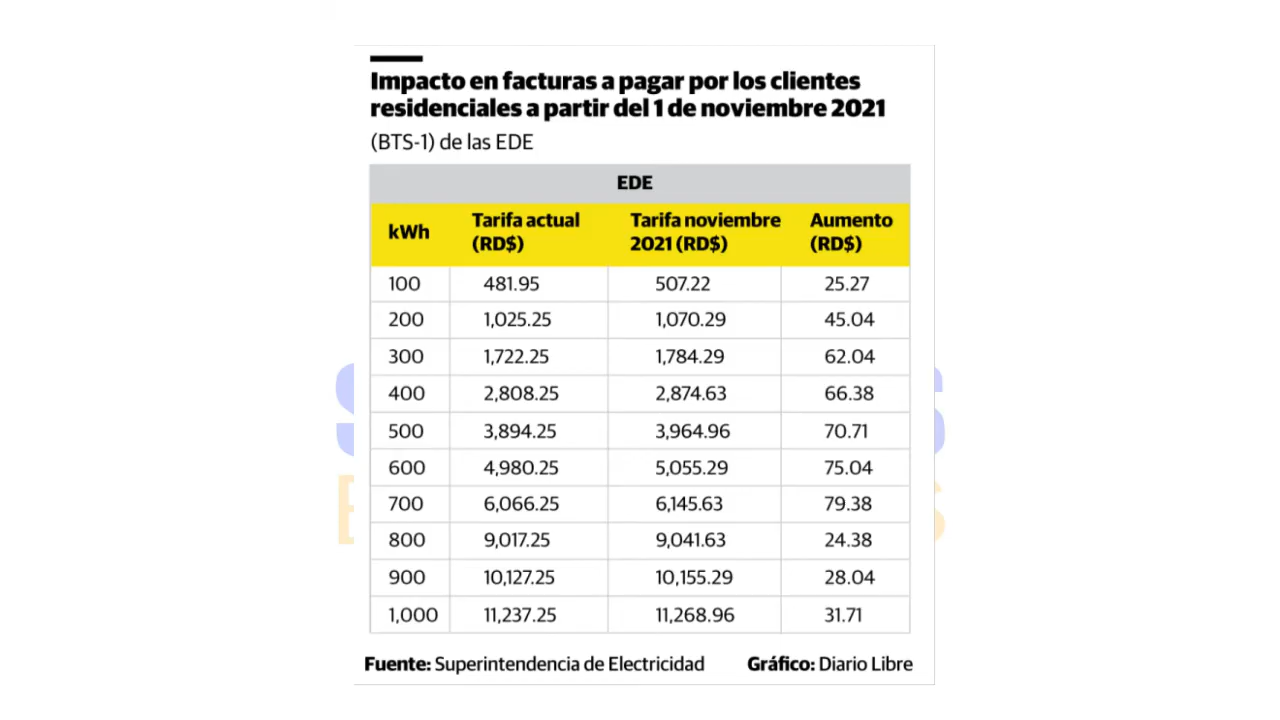 Impacto en facturas a pagar por los clientes
residenciales a partir del 1 de noviembre 2021
(BTS-1) de las EDE
EDE
kWh Tarifa actual (RD$) Tarifa noviembre 2021 (RD$) Aumento (RD$)
100 481.95 507.22 25.27
200 1,025.25 1,070.29 45.04
300 1,722.25 1,784.29 62.04
400 2,808.25 2,874.63 66.38
500 3,894.25 3,964.96 70.71
600 4,980.25 5,055.29 75.04
700 6,066.25 6,145.63 79.38
800 9,017.25 9,041.63 24.38
900 10,127.25 10,155.29 28.04
1,000 11,237.25 11,268.96 31.71
Fuente: Superintendencia de Electricidad Gráfico: Diario Libre